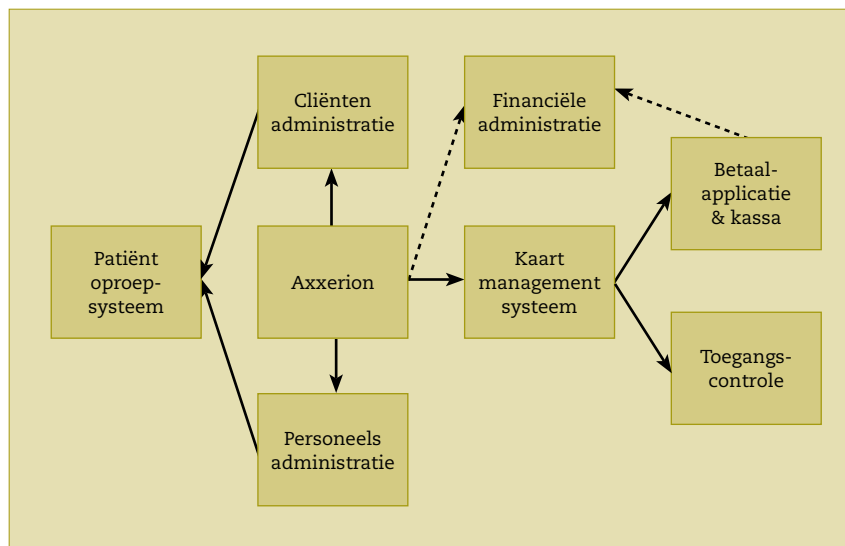 Cliënten
administratie
Financiële
administratie
Betaal-
applicatie
& kassa
Patiënt
oproep-
systeem
Axxerion
Kaart
management
systeem
Toegangs-
controle
Personeels
administratie